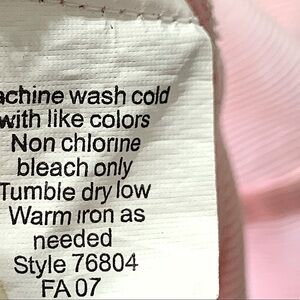 achine wash cold
with like colors
Non chlorine
bleach only
Tumble dry low
Warm iron as
needed
Style 76804
FA 07